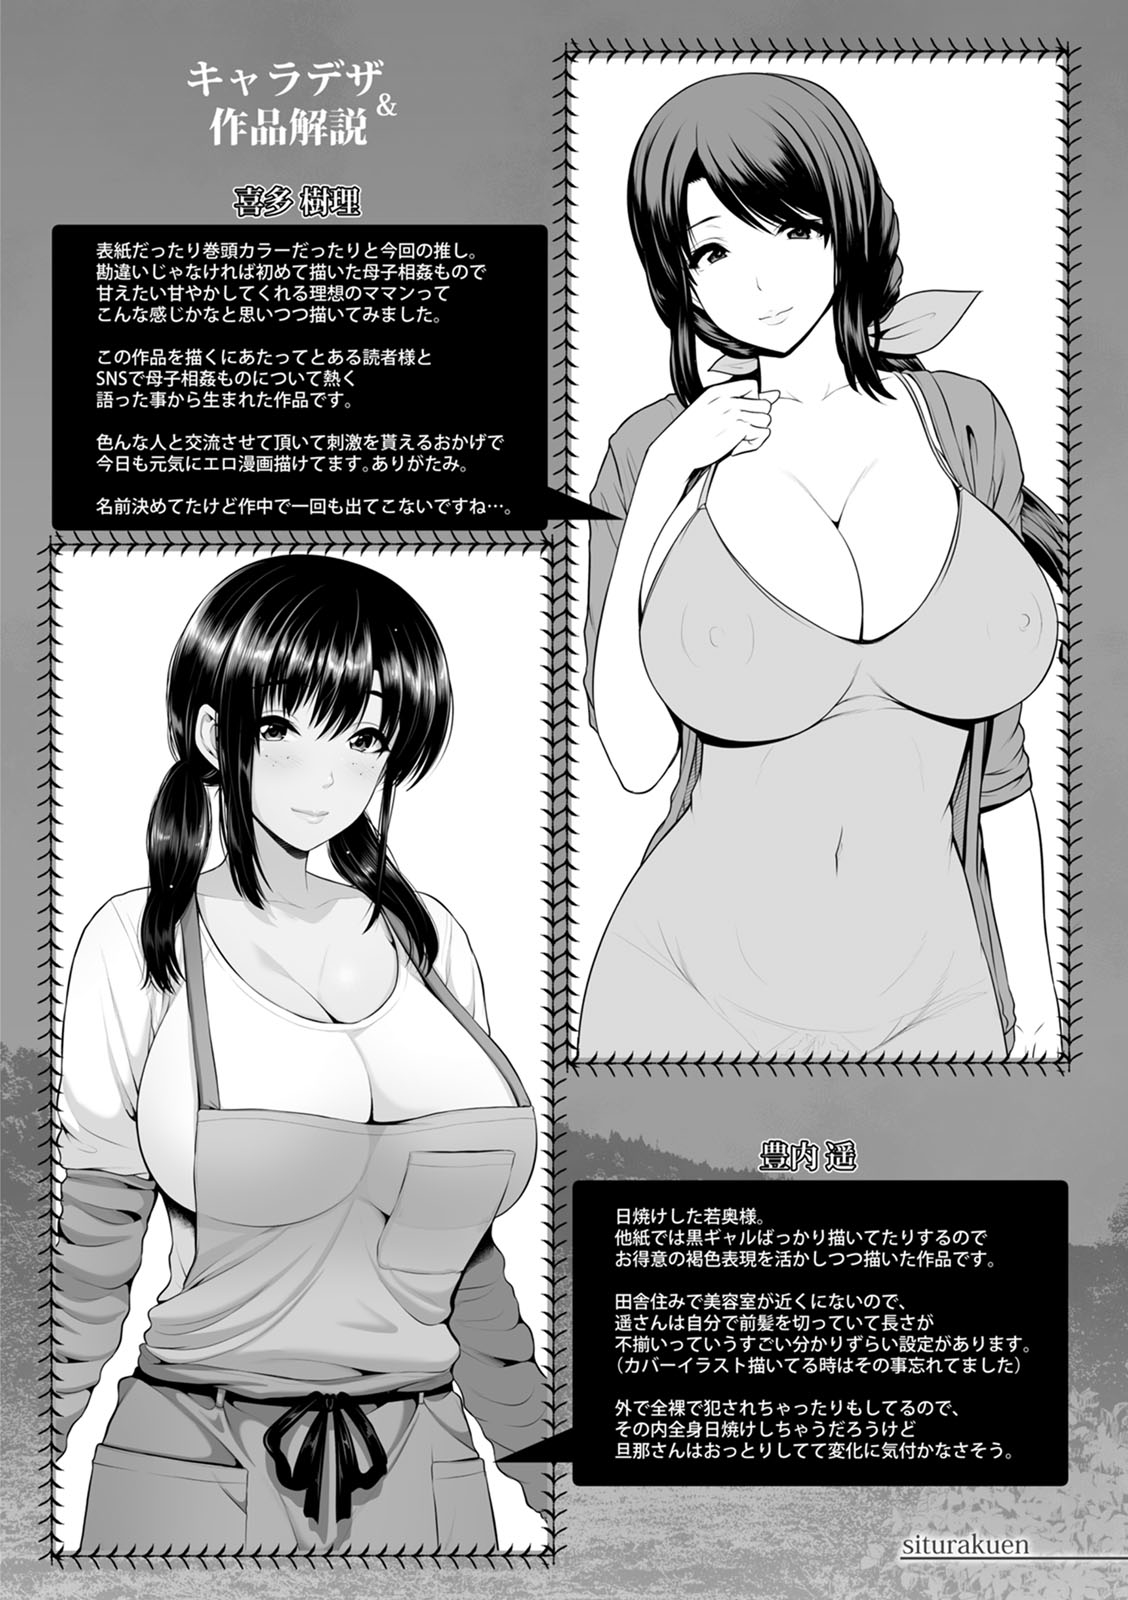 キャラデザ
&
作品解説
喜多 樹理
表紙だったり巻頭カラーだったりと今回の推し。
勘違いじゃなければ初めて描いた母子相姦もので
甘えたい甘やかしてくれる理想のママンって
こんな感じかなと思いつつ描いてみました。
この作品を描くにあたってとある読者様と
SNSで母子相姦ものについて熱く
語った事から生まれた作品です。
色んな人と交流させて頂いて刺激を貰えるおかげで
今日も元気にエロ漫画描けてます。ありがたみ。
名前決めてたけど作中で一回も出てこないですね…。
豊内 遥
日焼けした若奥様。
他紙では黒ギャルばっかり描いてたりするので
お得意の褐色表現を活かしつつ描いた作品です。
田舎住みで美容室が近くにないので、
遥さんは自分で前髪を切っていて長さが
不揃いっていうすごい分かりずらい設定があります。
（カバーイラスト描いてる時はその事忘れてました）
外で全裸で犯されちゃったりもしてるので、
その内全身日焼けしちゃうだろうけど
旦那さんはおっとりしてて変化に気付かなさそう。
siturakuen